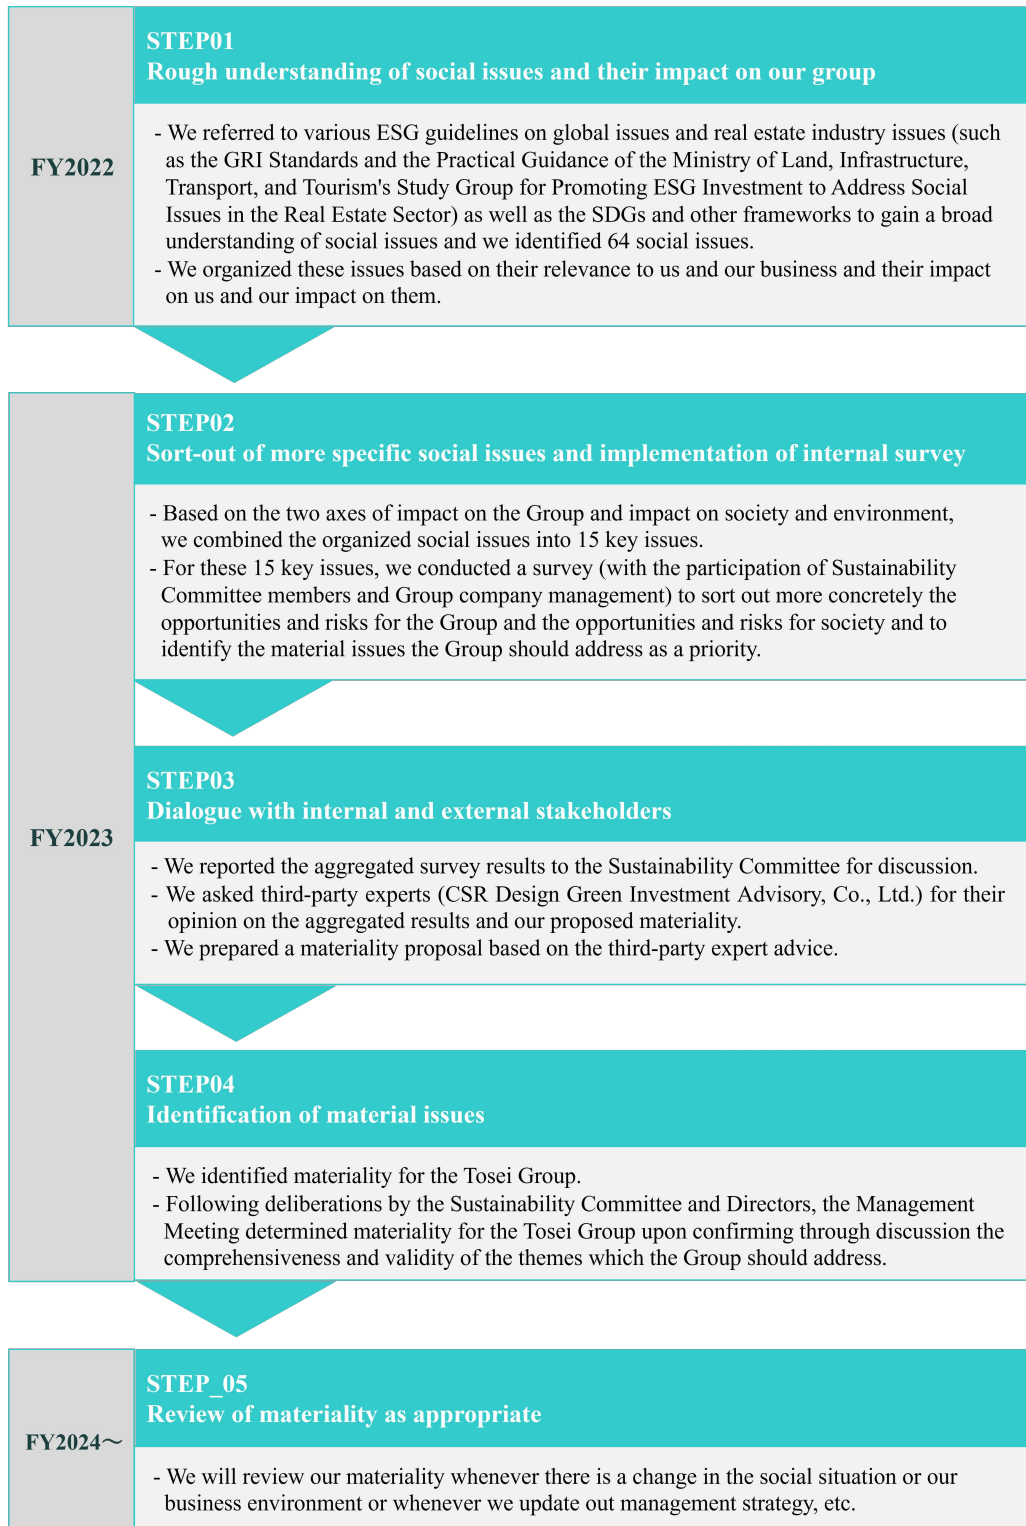 STEP01
Rough understanding of social issues and their impact on our group
FY2022
- We referred to various ESG guidelines on global issues and real estate industry issues (such
as the GRI Standards and the Practical Guidance of the Ministry of Land, Infrastructure,
Transport, and Tourism's Study Group for Promoting ESG Investment to Address Social
Issues in the Real Estate Sector) as well as the SDGs and other frameworks to gain a broad
understanding of social issues and we identified 64 social issues.
- We organized these issues based on their relevance to us and our business and their impact
on us and our impact on them.
STEP02
Sort-out of more specific social issues and implementation of internal survey
- Based on the two axes of impact on the Group and impact on society and environment,
we combined the organized social issues into 15 key issues.
- For these 15 key issues, we conducted a survey (with the participation of Sustainability
Committee members and Group company management) to sort out more concretely the
opportunities and risks for the Group and the opportunities and risks for society and to
identify the material issues the Group should address as a priority.
FY2023
STEP03
Dialogue with internal and external stakeholders
- We reported the aggregated survey results to the Sustainability Committee for discussion.
- We asked third-party experts (CSR Design Green Investment Advisory, Co., Ltd.) for their
opinion on the aggregated results and our proposed materiality.
- We prepared a materiality proposal based on the third-party expert advice.
STEP04
Identification of material issues
- We identified materiality for the Tosei Group.
- Following deliberations by the Sustainability Committee and Directors, the Management
Meeting determined materiality for the Tosei Group upon confirming through discussion the
comprehensiveness and validity of the themes which the Group should address.
STEP_05
Review of materiality as appropriate
FY2024～
- We will review our materiality whenever there is a change in the social situation or our
business environment or whenever we update out management strategy, etc.